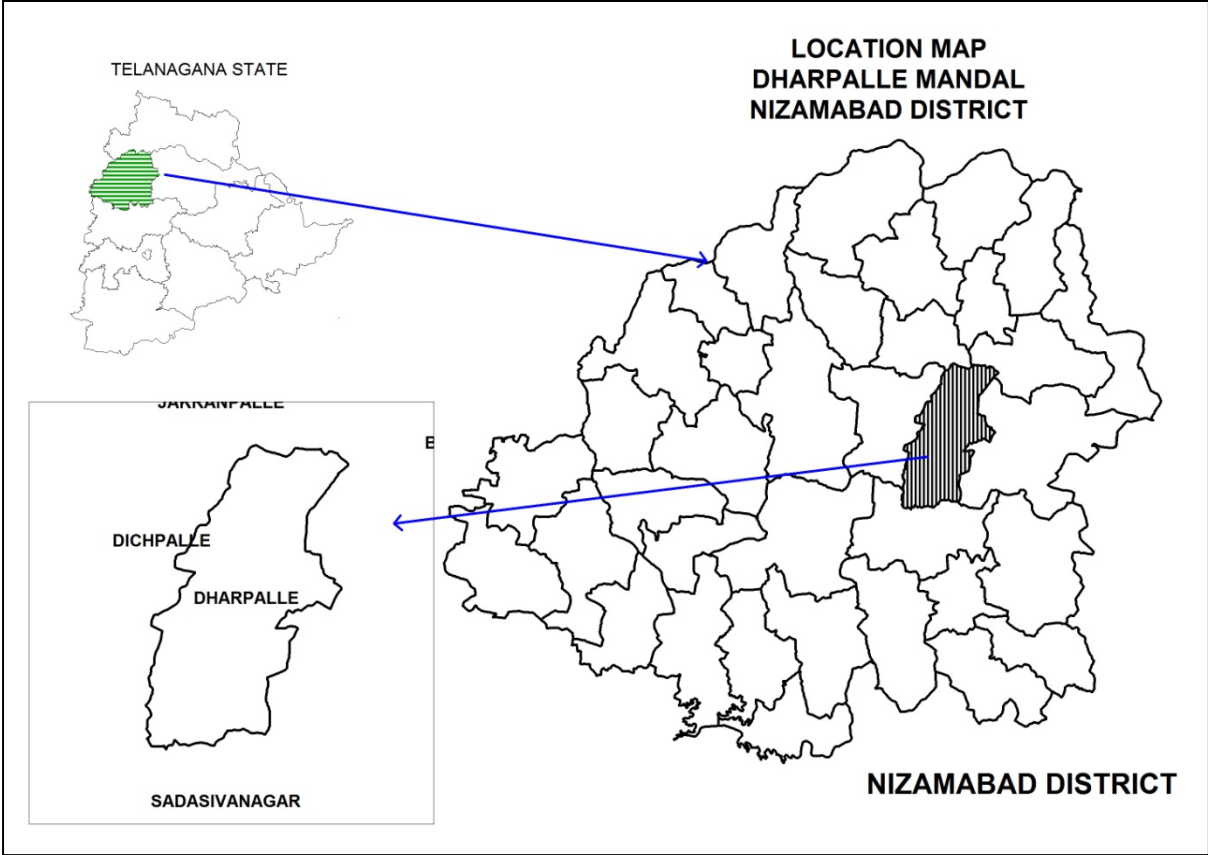 LOCATION MAP
DHARPALLE MANDAL
NIZAMABAD DISTRICT
TELANAGANA STATE
JAKRANPALLE
DICHPALLE
DHARPALLE
SADASIVANAGAR
NIZAMABAD DISTRICT